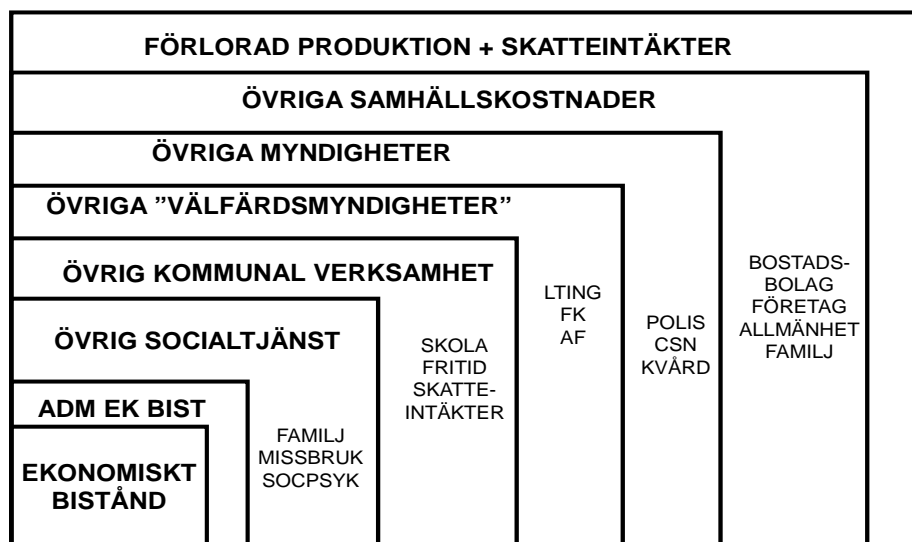 FÖRLORAD PRODUKTION + SKATTEINTÄKTER
ÖVRIGA SAMHÄLLSKOSTNADER
ÖVRIGA MYNDIGHETER
ÖVRIGA ”VÄLFÄRDSMYNDIGHETER”
ÖVRIG KOMMUNAL VERKSAMHET
ÖVRIG SOCIALTJÄNST
ADM EK BIST
EKONOMISKT
BISTÅND
FAMILJ
MISSBRUK
SOCPSYK
SKOLA
FRITID
SKATTE-
INTÄKTER
LTING
FK
AF
POLIS
CSN
KVÅRD
BOSTADS-
BOLAG
FÖRETAG
ALLMÄNHET
FAMILJ